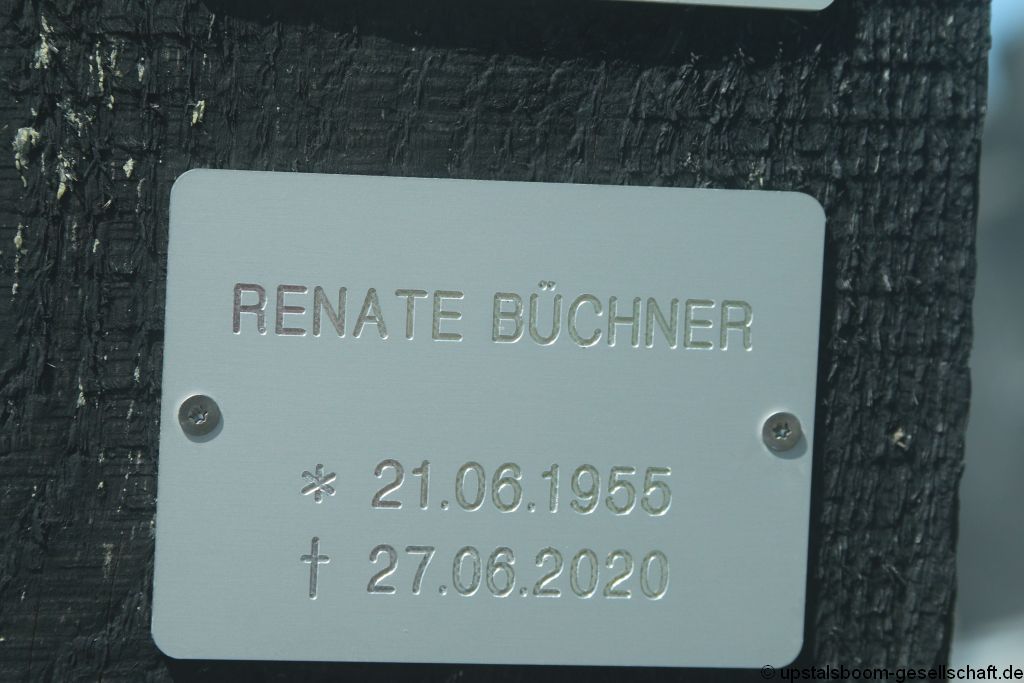 RENATE BÜCHNER
* 21.06.1955
† 27.06.2020
© upstalsboom-gesellschaft.de